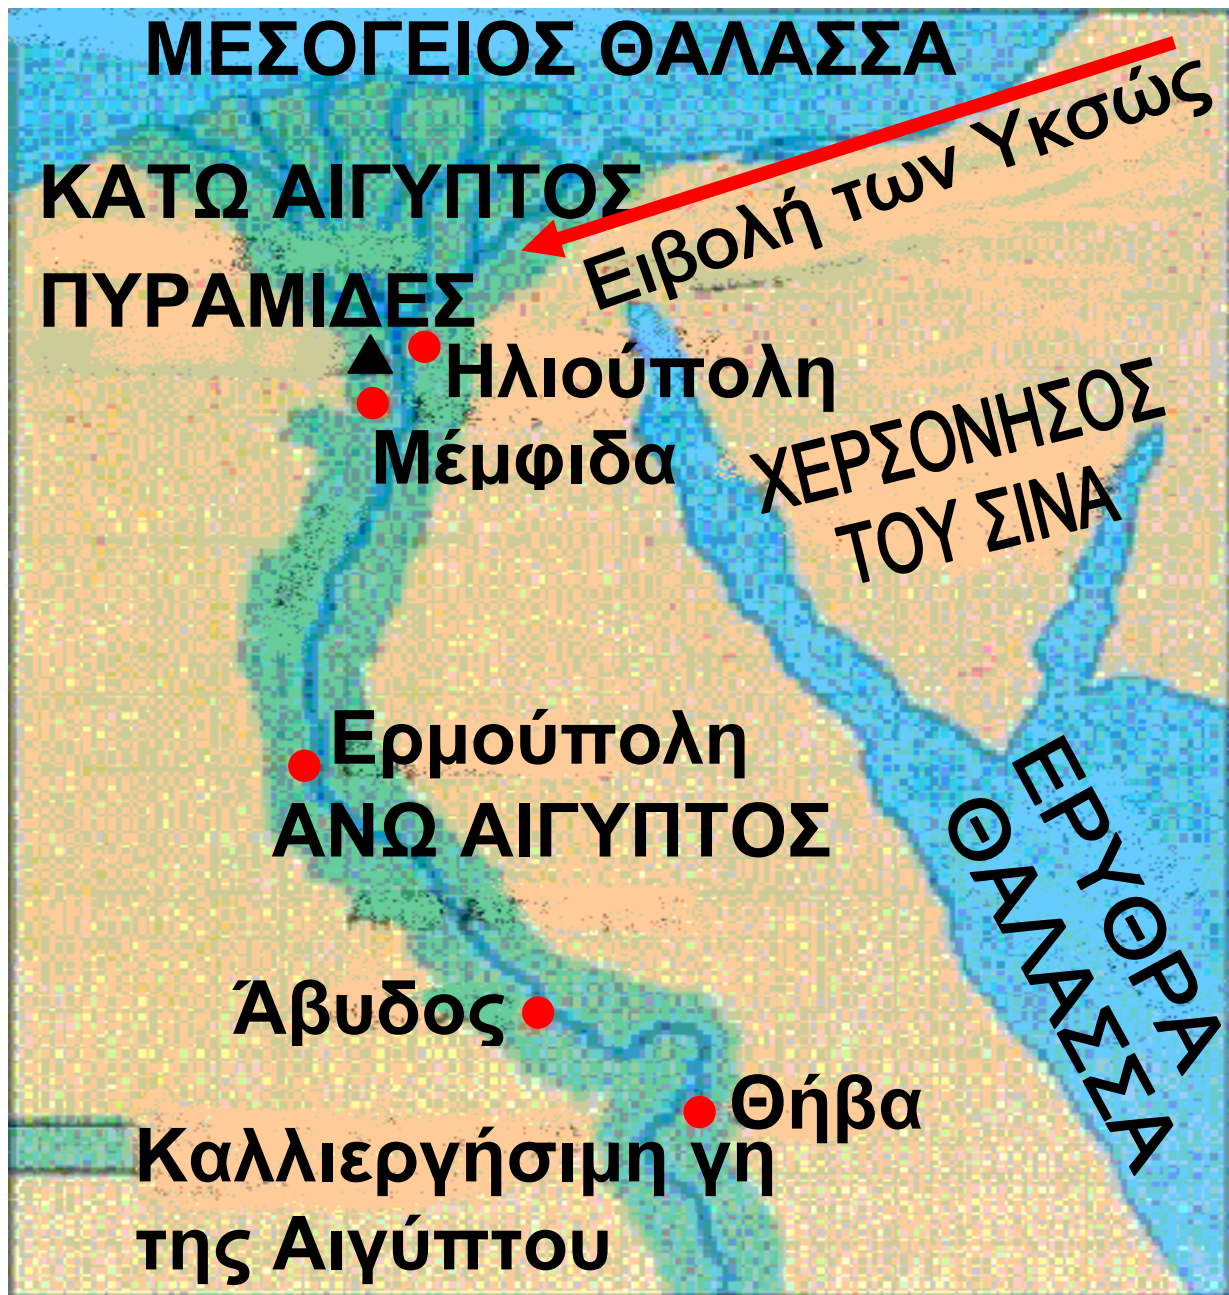 ΜΕΣΟΓΕΙΟΣ ΘΑΛΑΣΣΑ
Ειβολή των Υκσώς
ΚΑΤΩ ΑΙΓΥΠΤΟΣ
ΠΥΡΑΜΙΔΕΣ
Ηλιούπολη
Μέμφιδα
ΧΕΡΣΟΝΗΣΟΣ
ΤΟΥ ΣΙΝΑ
Ερμούπολη
ΑΝΩ ΑΙΓΥΠΤΟΣ
ΕΡΥΘΡΑ
ΘΑΛΑΣΣΑ
Άβυδος
Θήβα
Καλλιεργήσιμη γη
της Αιγύπτου